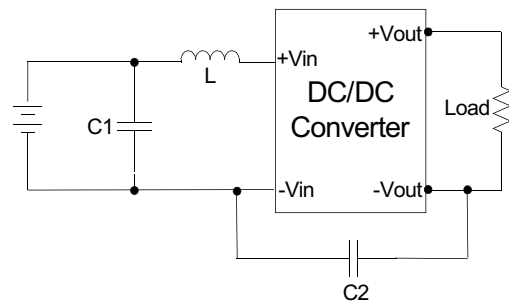 +Vout
+Vin
L
DC/DC
Converter
C1
Load
-Vin
-Vout
C2